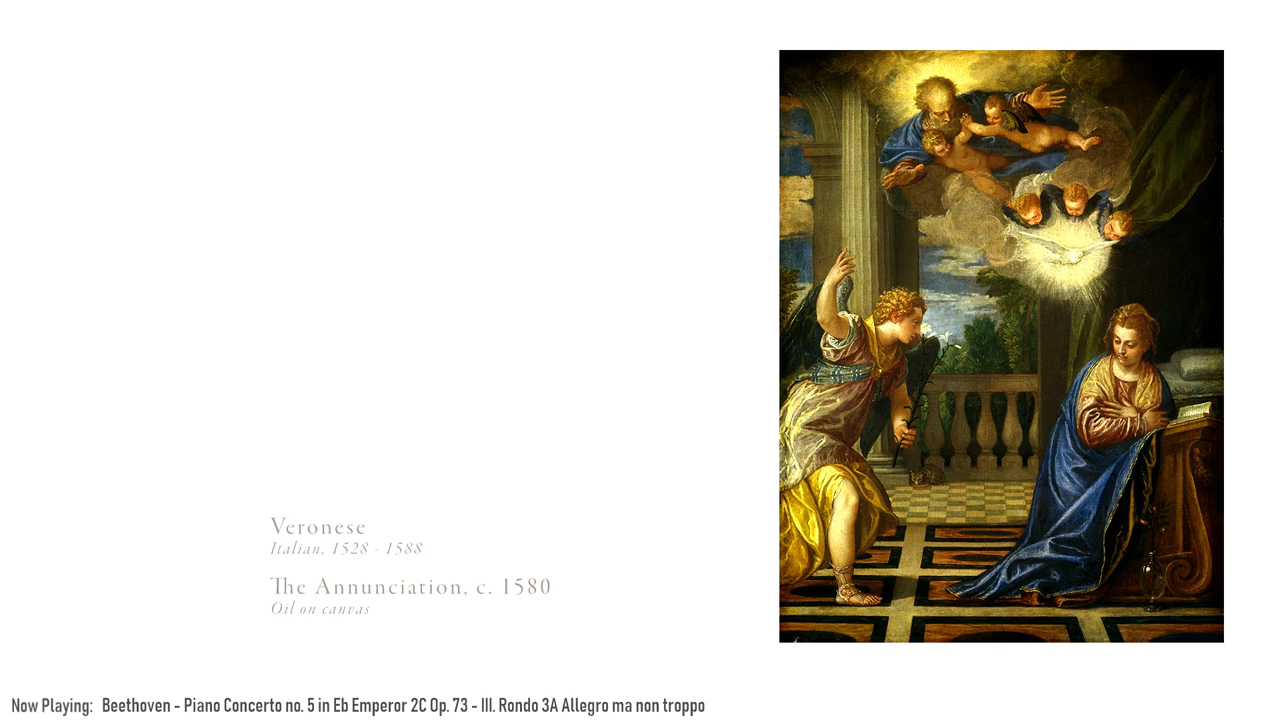 Veronese
Italian, 1528 - 1588
The Annunciation, c. 1580
Oil on canvas
Now Playing: Beethoven - Piano Concerto no. 5 in Eb Emperor 2C Op. 73 - III. Rondo 3A Allegro ma non troppo